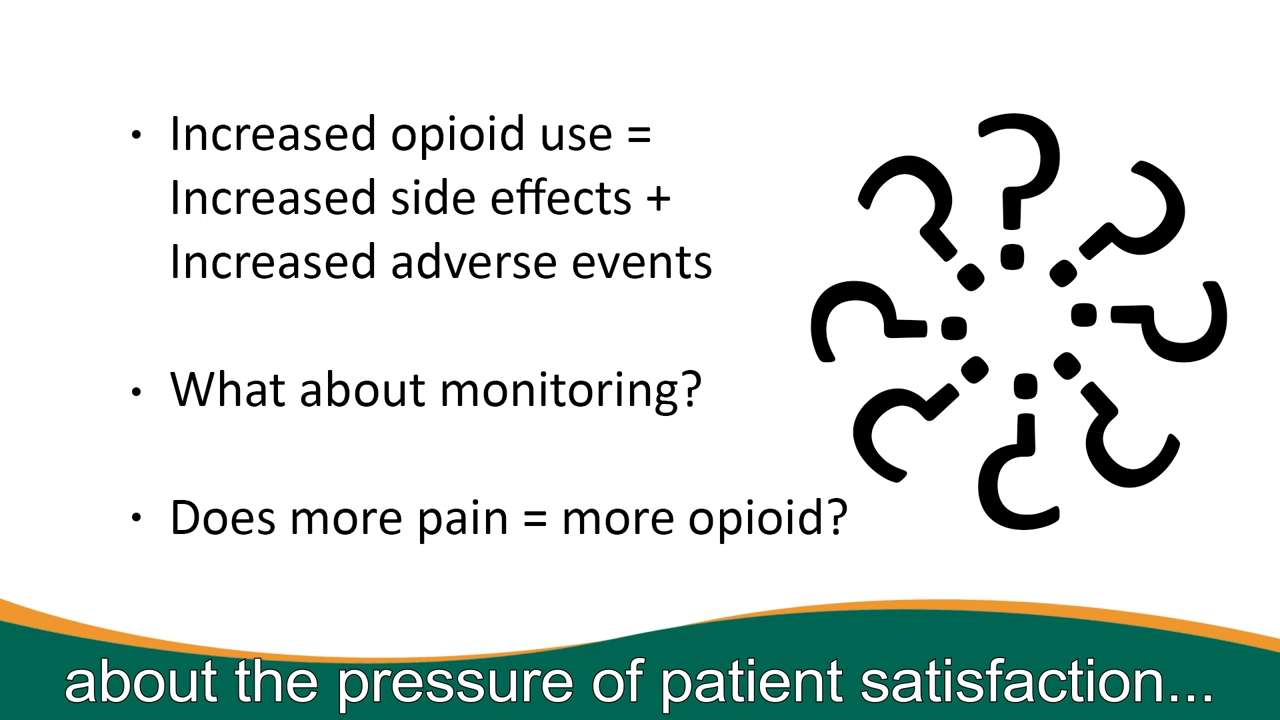 • Increased opioid use =
Increased side effects +
Increased adverse events
• What about monitoring?
• Does more pain = more opioid?
? ? ? ? ? ? ? ?
about the pressure of patient satisfaction...